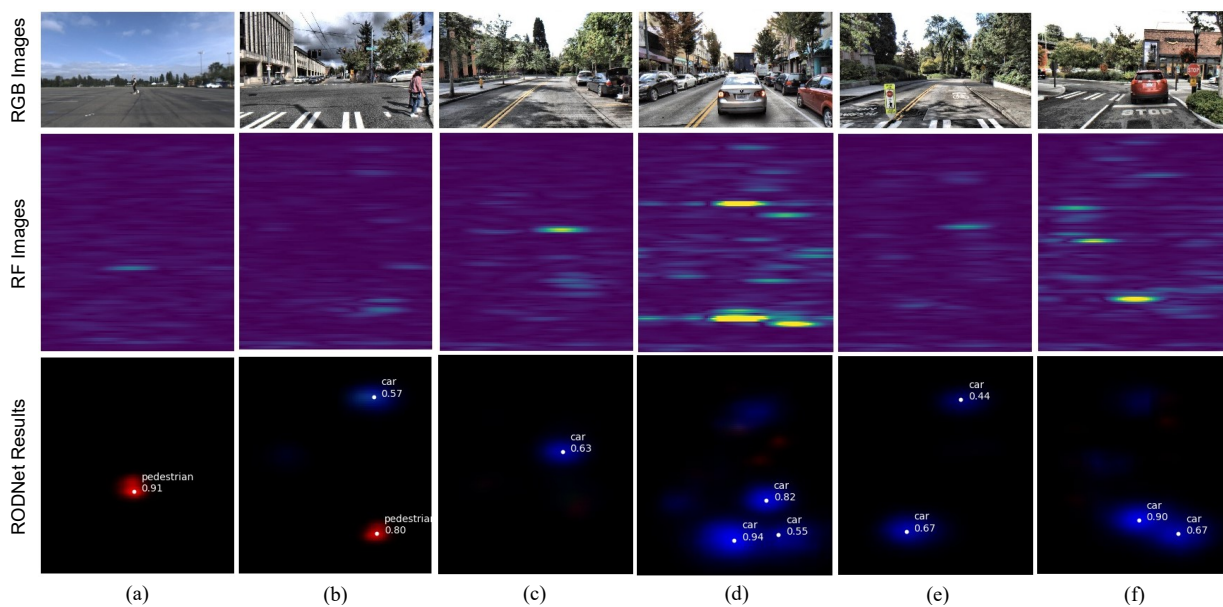 RGB Images
STOP
STOP
RF Images
RODNet Results
pedestrian
0.91
car
0.57
pedestrian
0.80
car
0.63
car
0.82
car
0.94
car
0.55
car
0.44
car
0.67
car
0.90
car
0.67
(a)
(b)
(c)
(d)
(e)
(f)